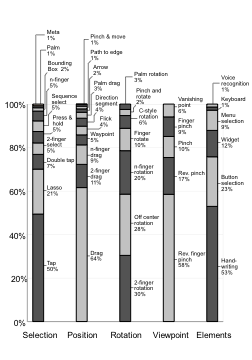 Meta
1%
Palm
1%
Bounding
Box 2%
n-finger
5%
Sequence
select
5%
Press &
hold
5%
2-finger
select
5%
Double tap
7%
Lasso
21%
Tap
50%
Pinch & move
1%
Path to edge
1%
Arrow
2%
Palm drag
3%
Direction
segment
4%
Flick
4%
Waypoint
5%
n-finger
drag
9%
2-finger
drag
11%
Drag
64%
Palm rotation
3%
Pinch and
rotate
2%
C-style
rotation
6%
Finger
rotate
10%
n-finger
rotation
20%
Off center
rotation
28%
2-finger
rotation
30%
Vanishing
point
6%
Finger
pinch
9%
Pinch
10%
Rev. pinch
17%
Rev. finger
pinch
58%
Voice
recognition
1%
Keyboard
1%
Menu
selection
9%
Widget
12%
Button
selection
23%
Hand-
writing
53%
100%
80%
60%
40%
20%
0%
Selection Position Rotation Viewpoint Elements